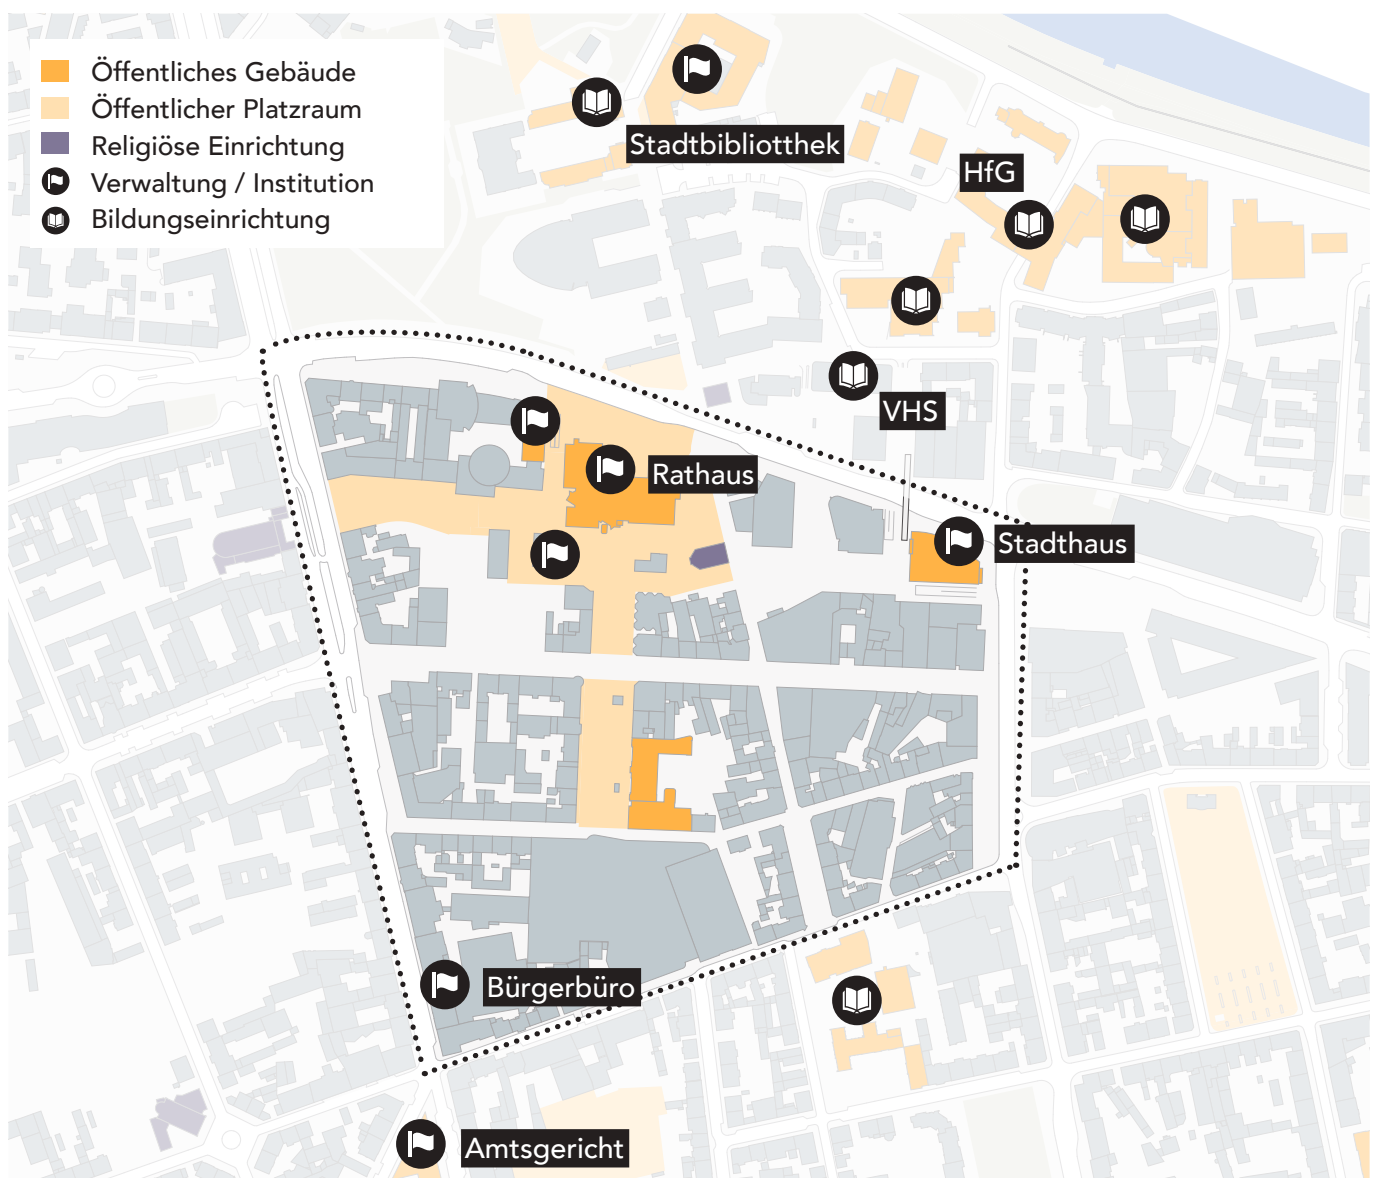 Öffentliches Gebäude
Öffentlicher Platzraum
Religiöse Einrichtung
Verwaltung / Institution
Bildungseinrichtung
Stadtbibliotthek
HfG
VHS
Rathaus
Stadthaus
Bürgerbüro
Amtsgericht